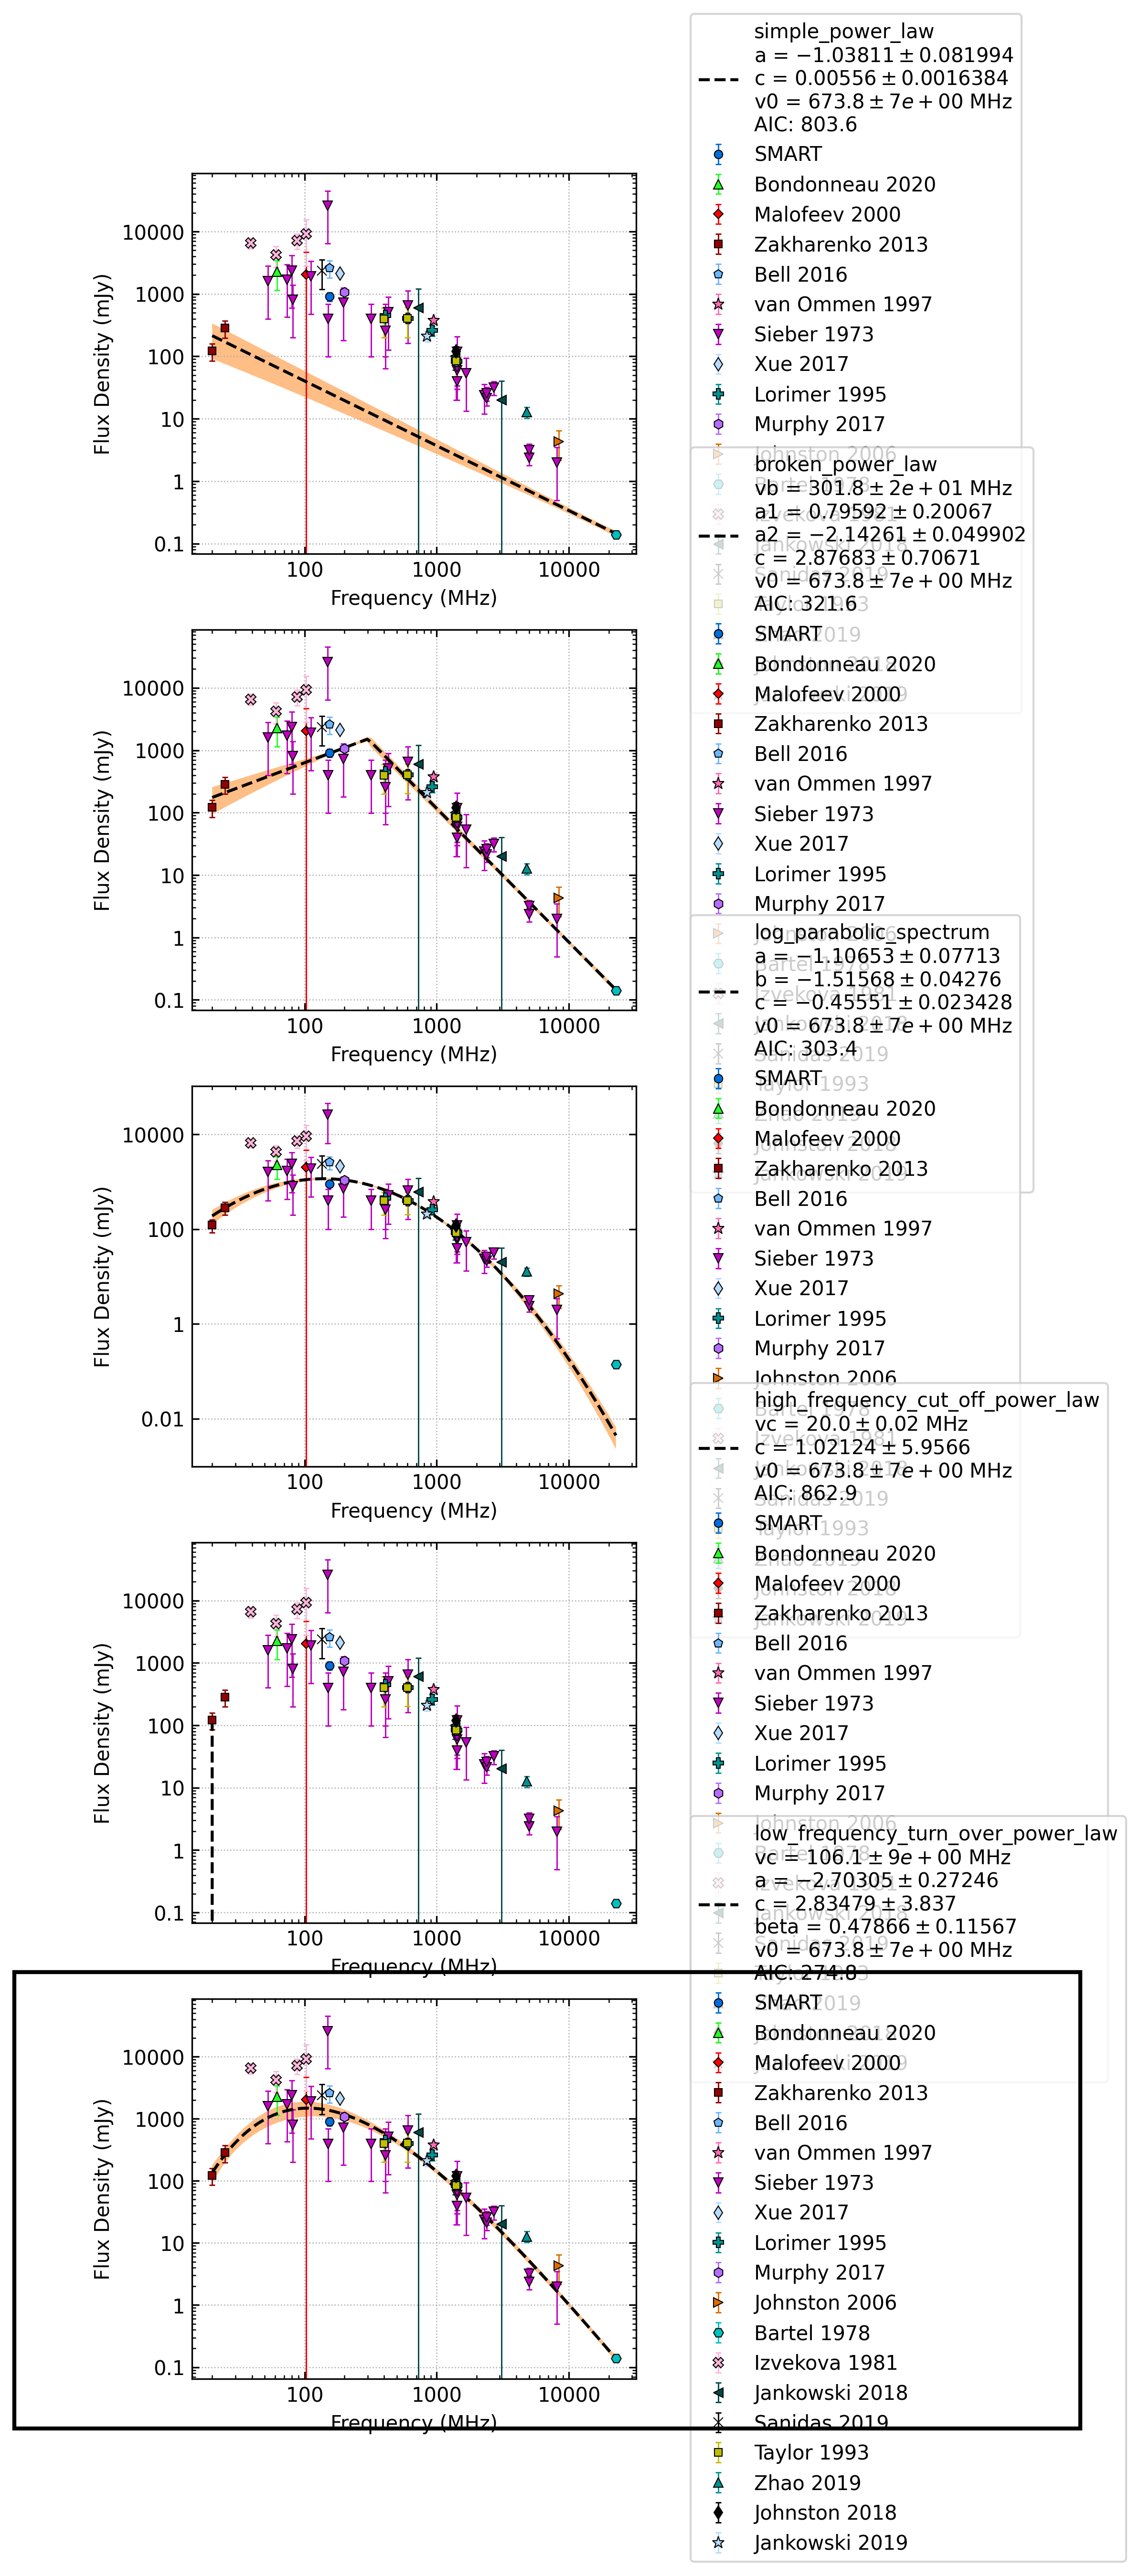 simple_power_law
a = −1.03811 ± 0.081994
c = 0.00556 ± 0.0016384
v0 = 673.8 ± 7e + 00 MHz
AIC: 803.6
SMART
Bondonneau 2020
Malofeev 2000
Zakharenko 2013
Bell 2016
van Ommen 1997
Sieber 1973
Xue 2017
Lorimer 1995
Murphy 2017
Johnston 2006
10000
1000
100
10
1
0.1
Flux Density (mJy)
100 1000 10000
Frequency (MHz)
broken_power_law
vb = 301.8 ± 2e + 01 MHz
a1 = 0.79592 ± 0.20067
a2 = −2.14261 ± 0.049902
c = 2.87683 ± 0.70671
v0 = 673.8 ± 7e + 00 MHz
AIC: 321.6
SMART
Bondonneau 2020
Malofeev 2000
Zakharenko 2013
Bell 2016
van Ommen 1997
Sieber 1973
Xue 2017
Lorimer 1995
Murphy 2017
10000
1000
100
10
1
0.1
Flux Density (mJy)
100 1000 10000
Frequency (MHz)
log_parabolic_spectrum
a = −1.10653 ± 0.07713
b = −1.51568 ± 0.04276
c = −0.45551 ± 0.023428
v0 = 673.8 ± 7e + 00 MHz
AIC: 303.4
SMART
Bondonneau 2020
Malofeev 2000
Zakharenko 2013
Bell 2016
van Ommen 1997
Sieber 1973
Xue 2017
Lorimer 1995
Murphy 2017
Johnston 2006
10000
100
1
0.01
Flux Density (mJy)
100 1000 10000
Frequency (MHz)
high_frequency_cut_off_power_law
vc = 20.0 ± 0.02 MHz
c = 1.02124 ± 5.9566
v0 = 673.8 ± 7e + 00 MHz
AIC: 862.9
SMART
Bondonneau 2020
Malofeev 2000
Zakharenko 2013
Bell 2016
van Ommen 1997
Sieber 1973
Xue 2017
Lorimer 1995
Murphy 2017
Johnston 2006
10000
1000
100
10
1
0.1
Flux Density (mJy)
100 1000 10000
Frequency (MHz)
low_frequency_turn_over_power_law
vc = 106.1 ± 9e + 00 MHz
a = −2.70305 ± 0.27246
c = 2.83479 ± 3.837
beta = 0.47866 ± 0.11567
v0 = 673.8 ± 7e + 00 MHz
AIC: 274.8
SMART
Bondonneau 2020
Malofeev 2000
Zakharenko 2013
Bell 2016
van Ommen 1997
Sieber 1973
Xue 2017
Lorimer 1995
Murphy 2017
Johnston 2006
Bartel 1978
Izvekova 1981
Jankowski 2018
Sanidas 2019
Taylor 1993
Zhao 2019
Johnston 2018
Jankowski 2019
10000
1000
100
10
1
0.1
Flux Density (mJy)
100 1000 10000
Frequency (MHz)